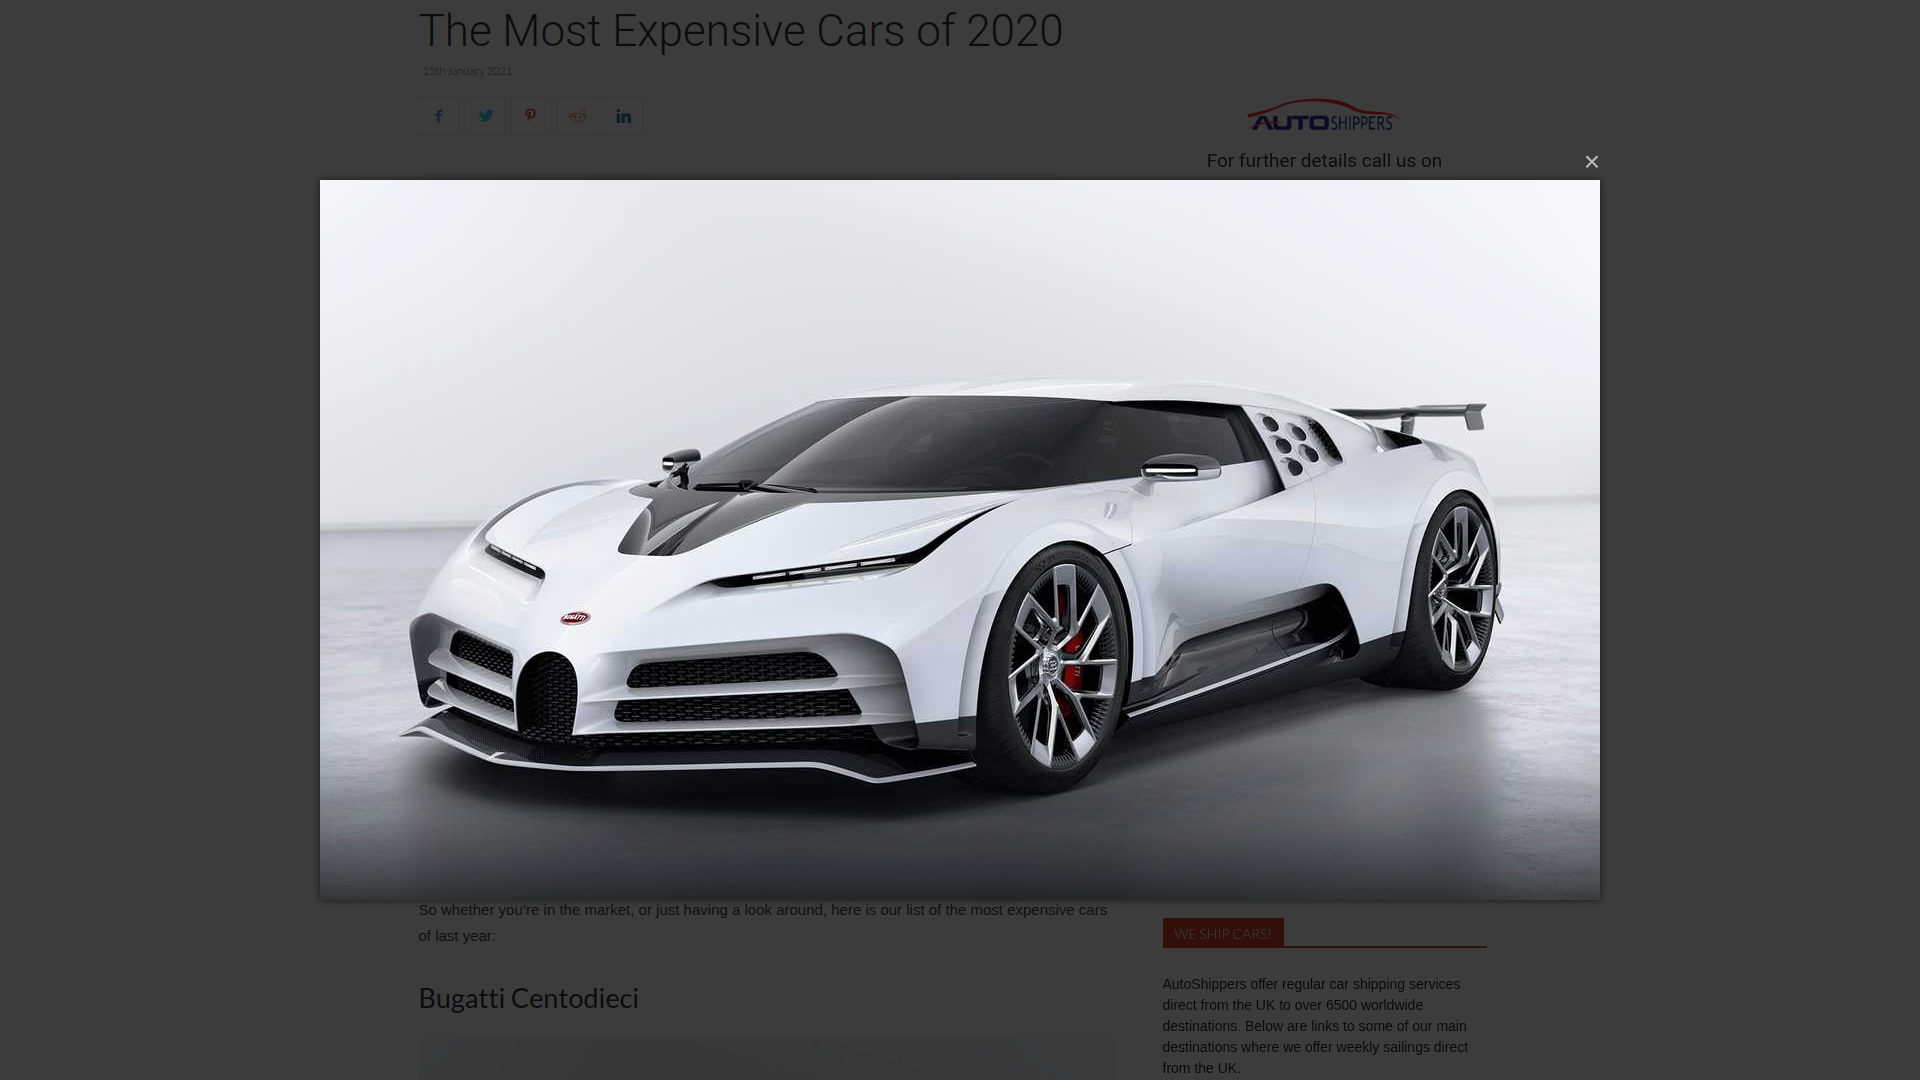 The Most Expensive Cars of 2020
15th January 2021
AUTOSHIPPERS
For further details call us on
BUGATTI
So whether you're in the market, or just having a look around, here is our list of the most expensive cars
of last year:
Bugatti Centodieci
WE SHIP CARS!
AutoShippers offer regular car shipping services
direct from the UK to over 6500 worldwide
destinations. Below are links to some of our main
destinations where we offer weekly sailings direct
from the UK.